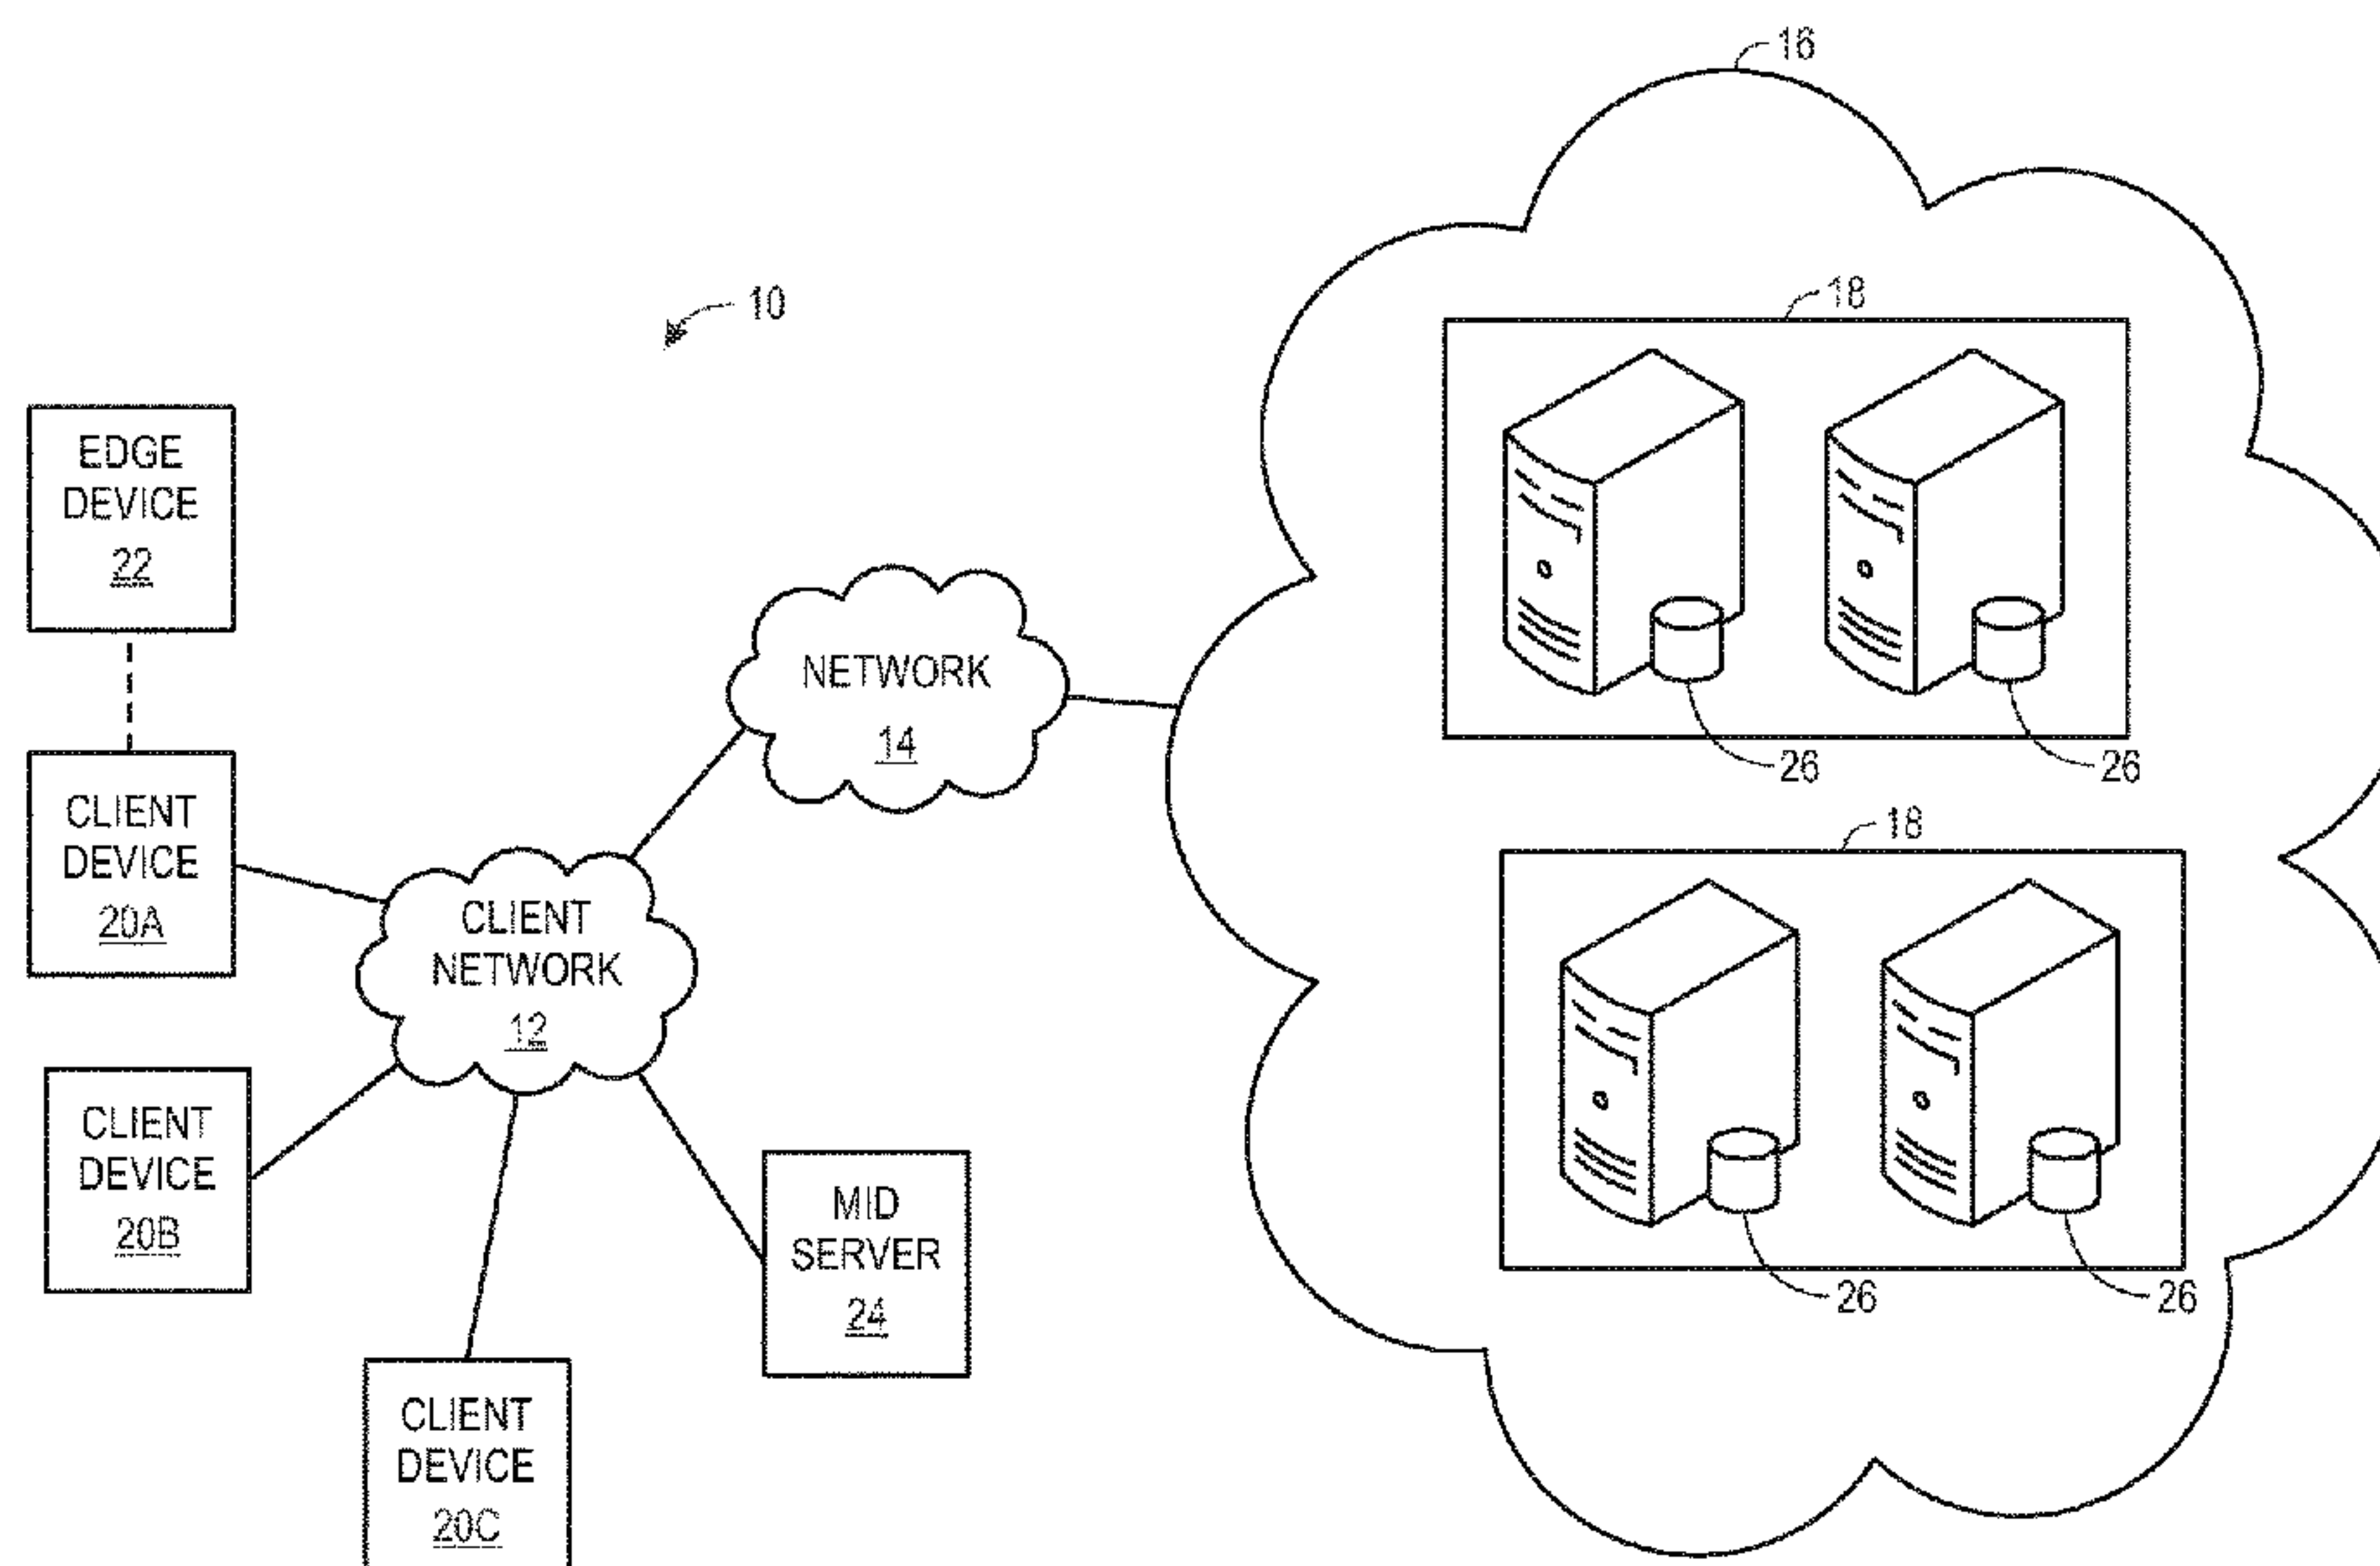 16
10
18
EDGE
DEVICE
22
NETWORK
14
26
26
CLIENT
DEVICE
20A
18
CLIENT
NETWORK
12
CLIENT
DEVICE
20B
MID
SERVER
24
26
26
CLIENT
DEVICE
20C